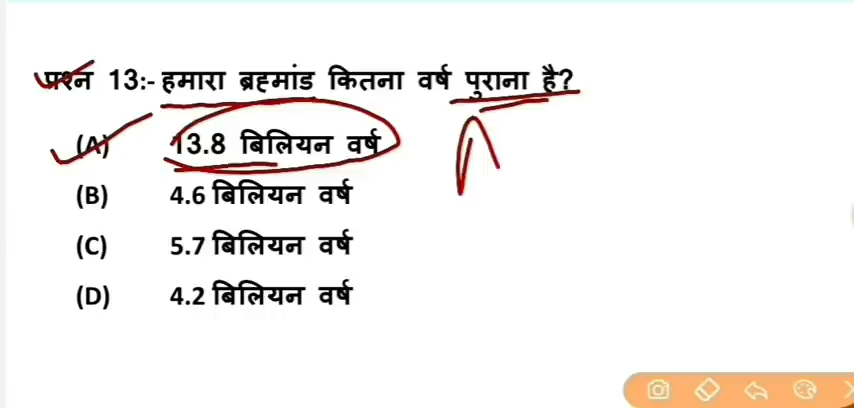 प्रश्न 13:- हमारा ब्रह्मांड कितना वर्ष पुराना है?
(A) 13.8 बिलियन वर्ष
(B) 4.6 बिलियन वर्ष
(C) 5.7 बिलियन वर्ष
(D) 4.2 बिलियन वर्ष